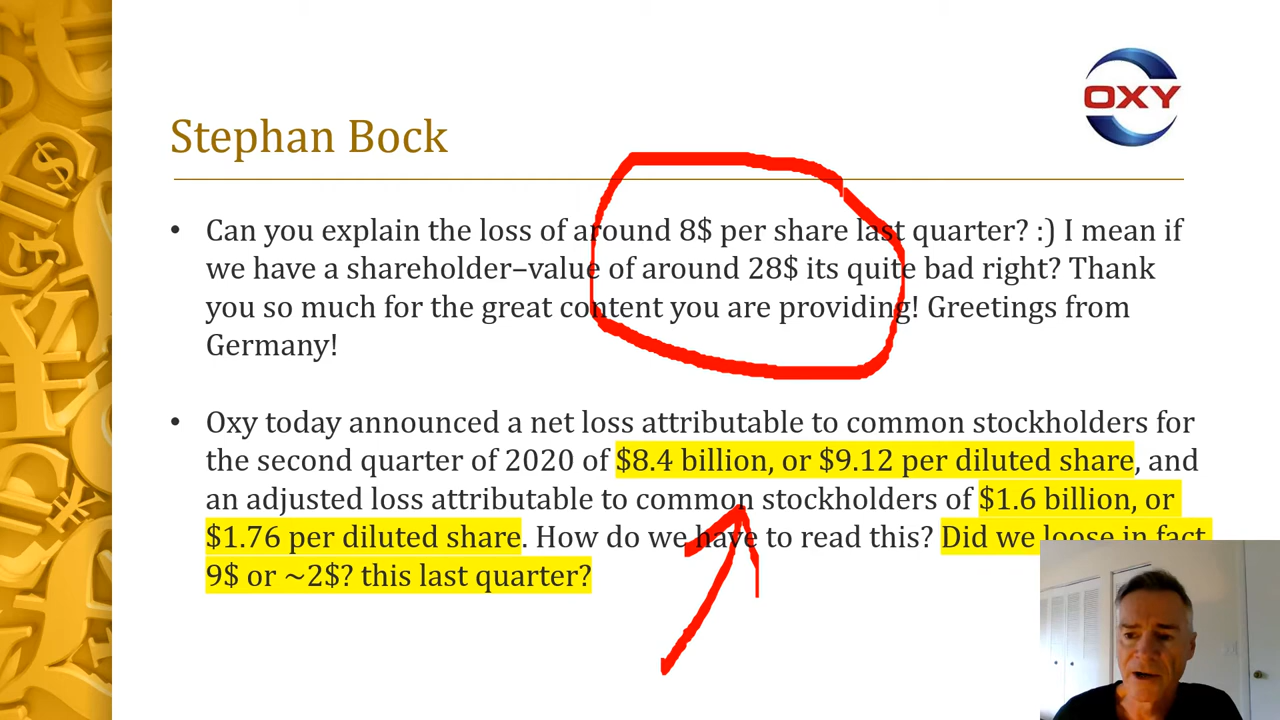 OXY
Stephan Bock
• Can you explain the loss of around 8$ per share last quarter? :) I mean if
we have a shareholder–value of around 28$ its quite bad right? Thank
you so much for the great content you are providing! Greetings from
Germany!
• Oxy today announced a net loss attributable to common stockholders for
the second quarter of 2020 of $8.4 billion, or $9.12 per diluted share, and
an adjusted loss attributable to common stockholders of $1.6 billion, or
$1.76 per diluted share. How do we have to read this? Did we loose in fact
9$ or ~2$? this last quarter?